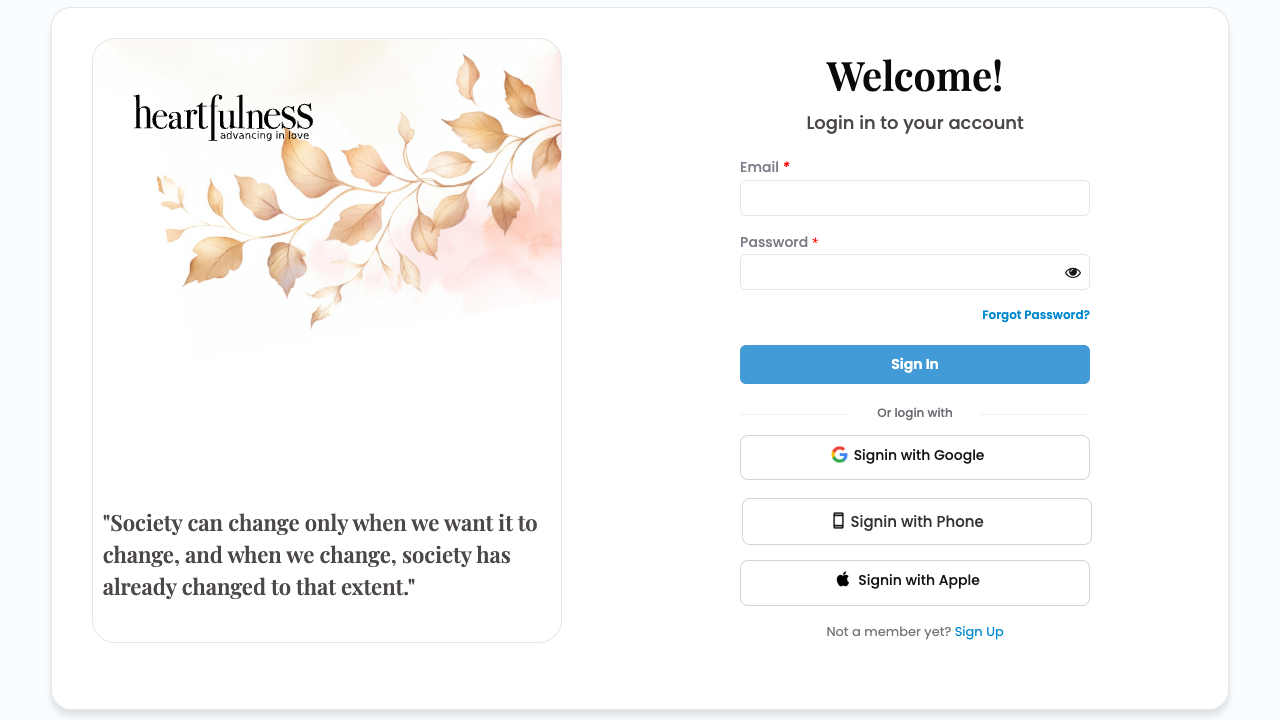 heartfulness
advancing in love
"Society can change only when we want it to
change, and when we change, society has
already changed to that extent."
Welcome!
Login in to your account
Email *
Password *
Forgot Password?
Sign In
Or login with
Signin with Google
Signin with Phone
Signin with Apple
Not a member yet? Sign Up